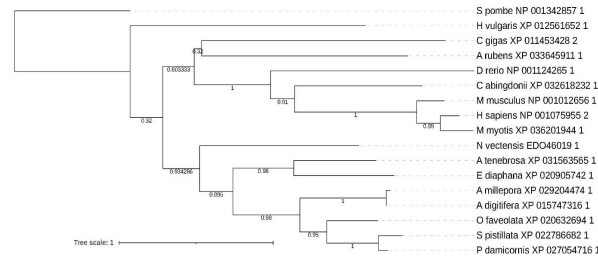 S pombe NP 001342857 1
H vulgaris XP 012561652 1
C gigas XP 011453428 2
0.32
A rubens XP 033645911 1
0.603333
D rerio NP 001124265 1
1
C abingdonii XP 032618232 1
0.91
M musculus NP 001012656 1
1
H sapiens NP 001075955 2
0.32
0.99
M myotis XP 036201944 1
N vectensis EDO46019 1
A tenebrosa XP 031563565 1
0.934286
0.98
E diaphana XP 020905742 1
A millepora XP 029204474 1
0.895
1
A digitifera XP 015747316 1
0.98
O faveolata XP 020632694 1
0.95
S pistillata XP 022786682 1
Tree scale: 1
1
P damicornis XP 027054716 1